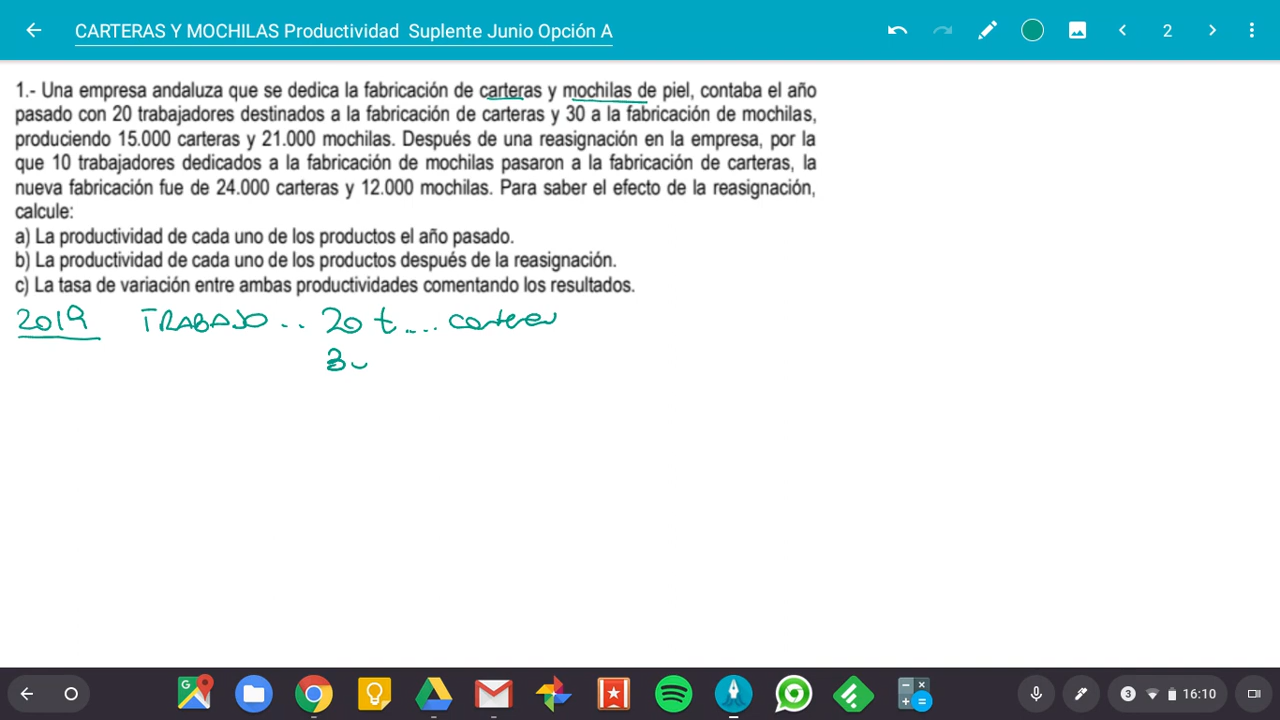 CARTERAS Y MOCHILAS Productividad Suplente Junio Opción A
2
1.- Una empresa andaluza que se dedica la fabricación de carteras y mochilas de piel, contaba el año
pasado con 20 trabajadores destinados a la fabricación de carteras y 30 a la fabricación de mochilas,
produciendo 15.000 carteras y 21.000 mochilas. Después de una reasignación en la empresa, por la
que 10 trabajadores dedicados a la fabricación de mochilas pasaron a la fabricación de carteras, la
nueva fabricación fue de 24.000 carteras y 12.000 mochilas. Para saber el efecto de la reasignación,
calcule:
a) La productividad de cada uno de los productos el año pasado.
b) La productividad de cada uno de los productos después de la reasignación.
c) La tasa de variación entre ambas productividades comentando los resultados.
2019 TRABAJO .. 20 t .... carteras
3
3 16:10